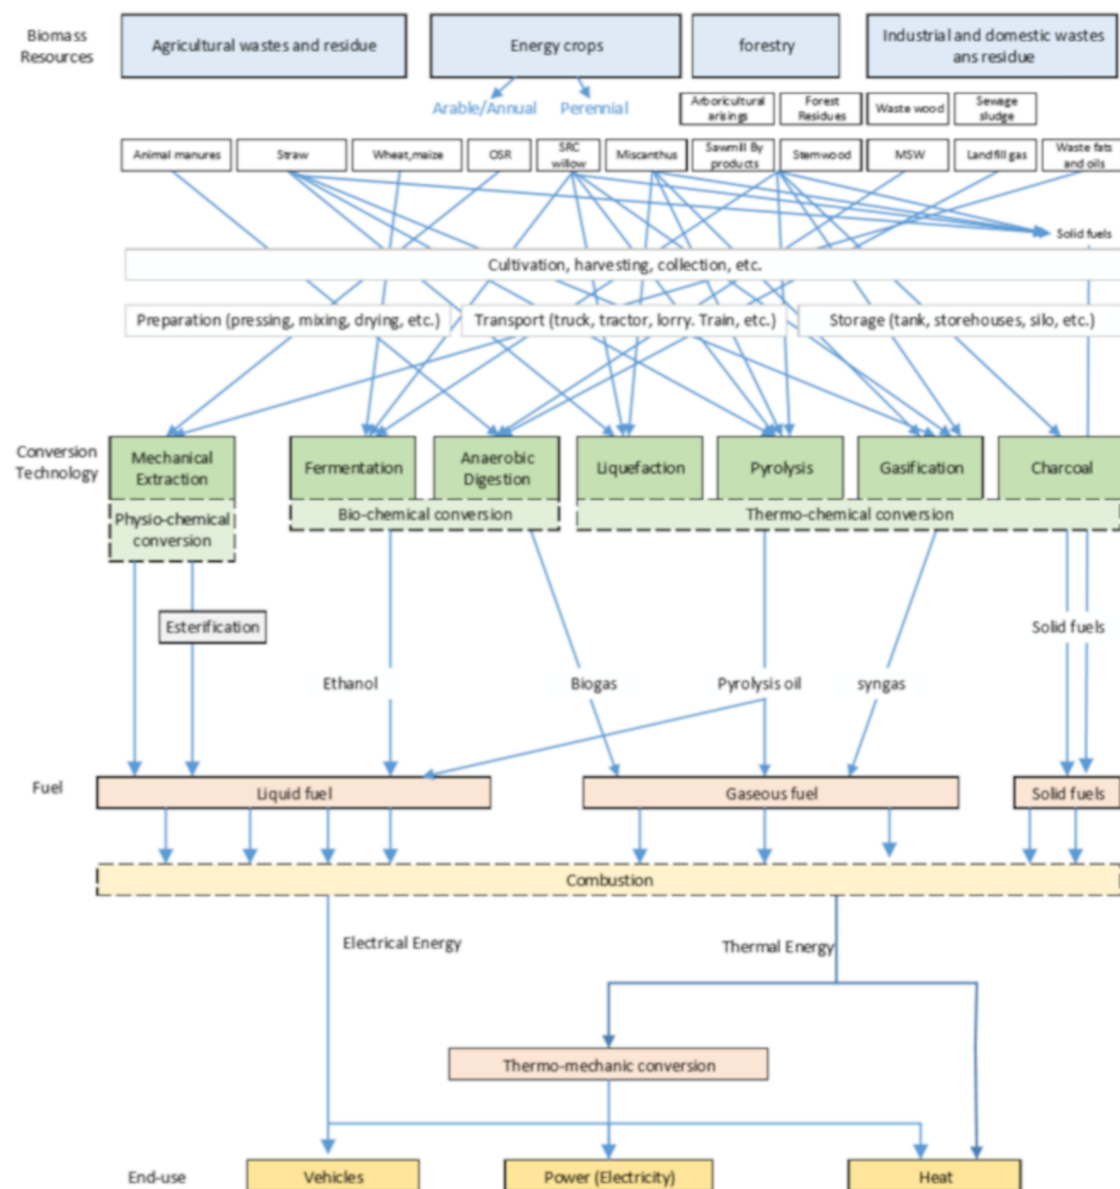 Biomass
Resources
Agricultural wastes and residue
Energy crops
forestry
Industrial and domestic wastes
ans residue
Arable/Annual
Perennial
Arboricultural
arisings
Forest
Residues
Waste wood
Sewage
sludge
Animal manures
Straw
Wheat,maize
OSR
SRC
willow
Miscanthus
Sawmill By
products
Stemwood
MSW
Landfill gas
Waste fats
and oils
Solid fuels
Cultivation, harvesting, collection, etc.
Preparation (pressing, mixing, drying, etc.)
Transport (truck, tractor, lorry. Train, etc.)
Storage (tank, storehouses, silo, etc.)
Conversion
Technology
Mechanical
Extraction
Fermentation
Anaerobic
Digestion
Liquefaction
Pyrolysis
Gasification
Charcoal
Physio-chemical
conversion
Bio-chemical conversion
Thermo-chemical conversion
Esterification
Solid fuels
Ethanol
Biogas
Pyrolysis oil
syngas
Fuel
Liquid fuel
Gaseous fuel
Solid fuels
Combustion
Electrical Energy
Thermal Energy
Thermo-mechanic conversion
End-use
Vehicles
Power (Electricity)
Heat